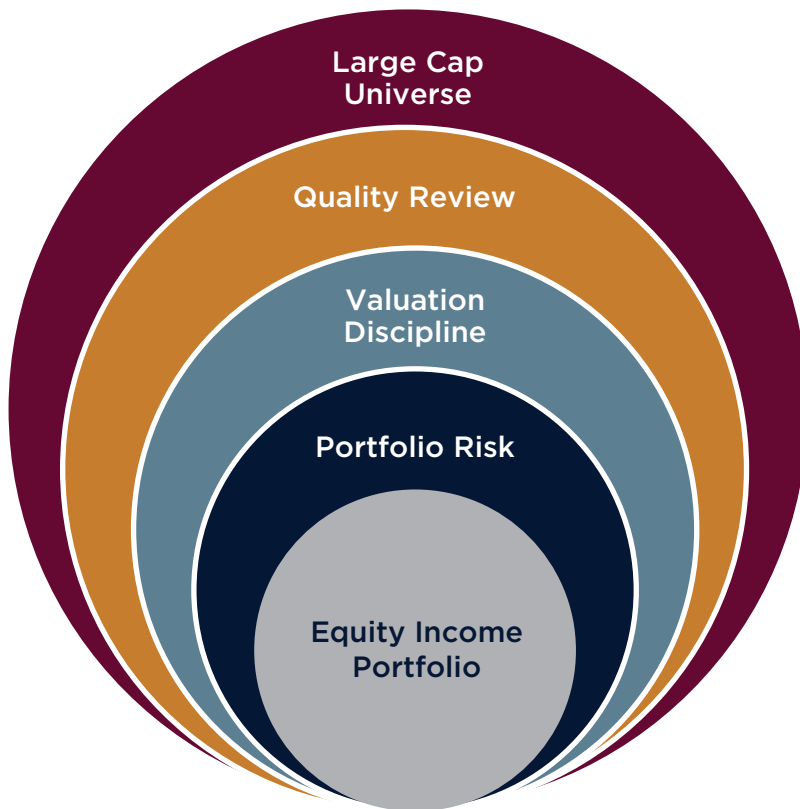 Large Cap
Universe
Quality Review
Valuation
Discipline
Portfolio Risk
Equity Income
Portfolio